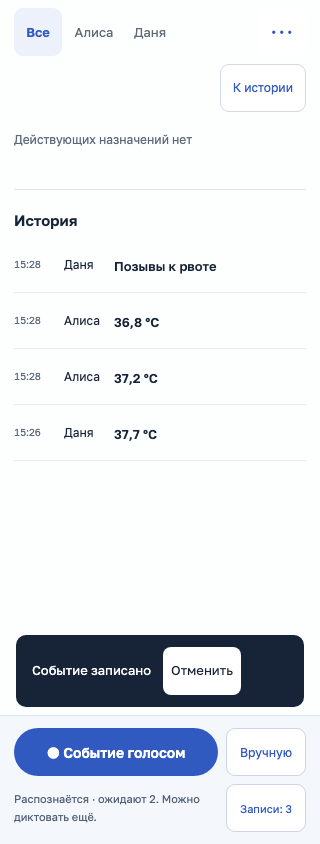 Все Алиса Даня ...
К истории
Действующих назначений нет
История
15:28 Даня Позывы к рвоте
15:28 Алиса 36,8 °C
15:28 Алиса 37,2 °C
15:26 Даня 37,7 °C
Событие записано Отменить
Событие голосом Вручную
Распознаётся · ожидают 2. Можно
диктовать ещё.
Записи: 3